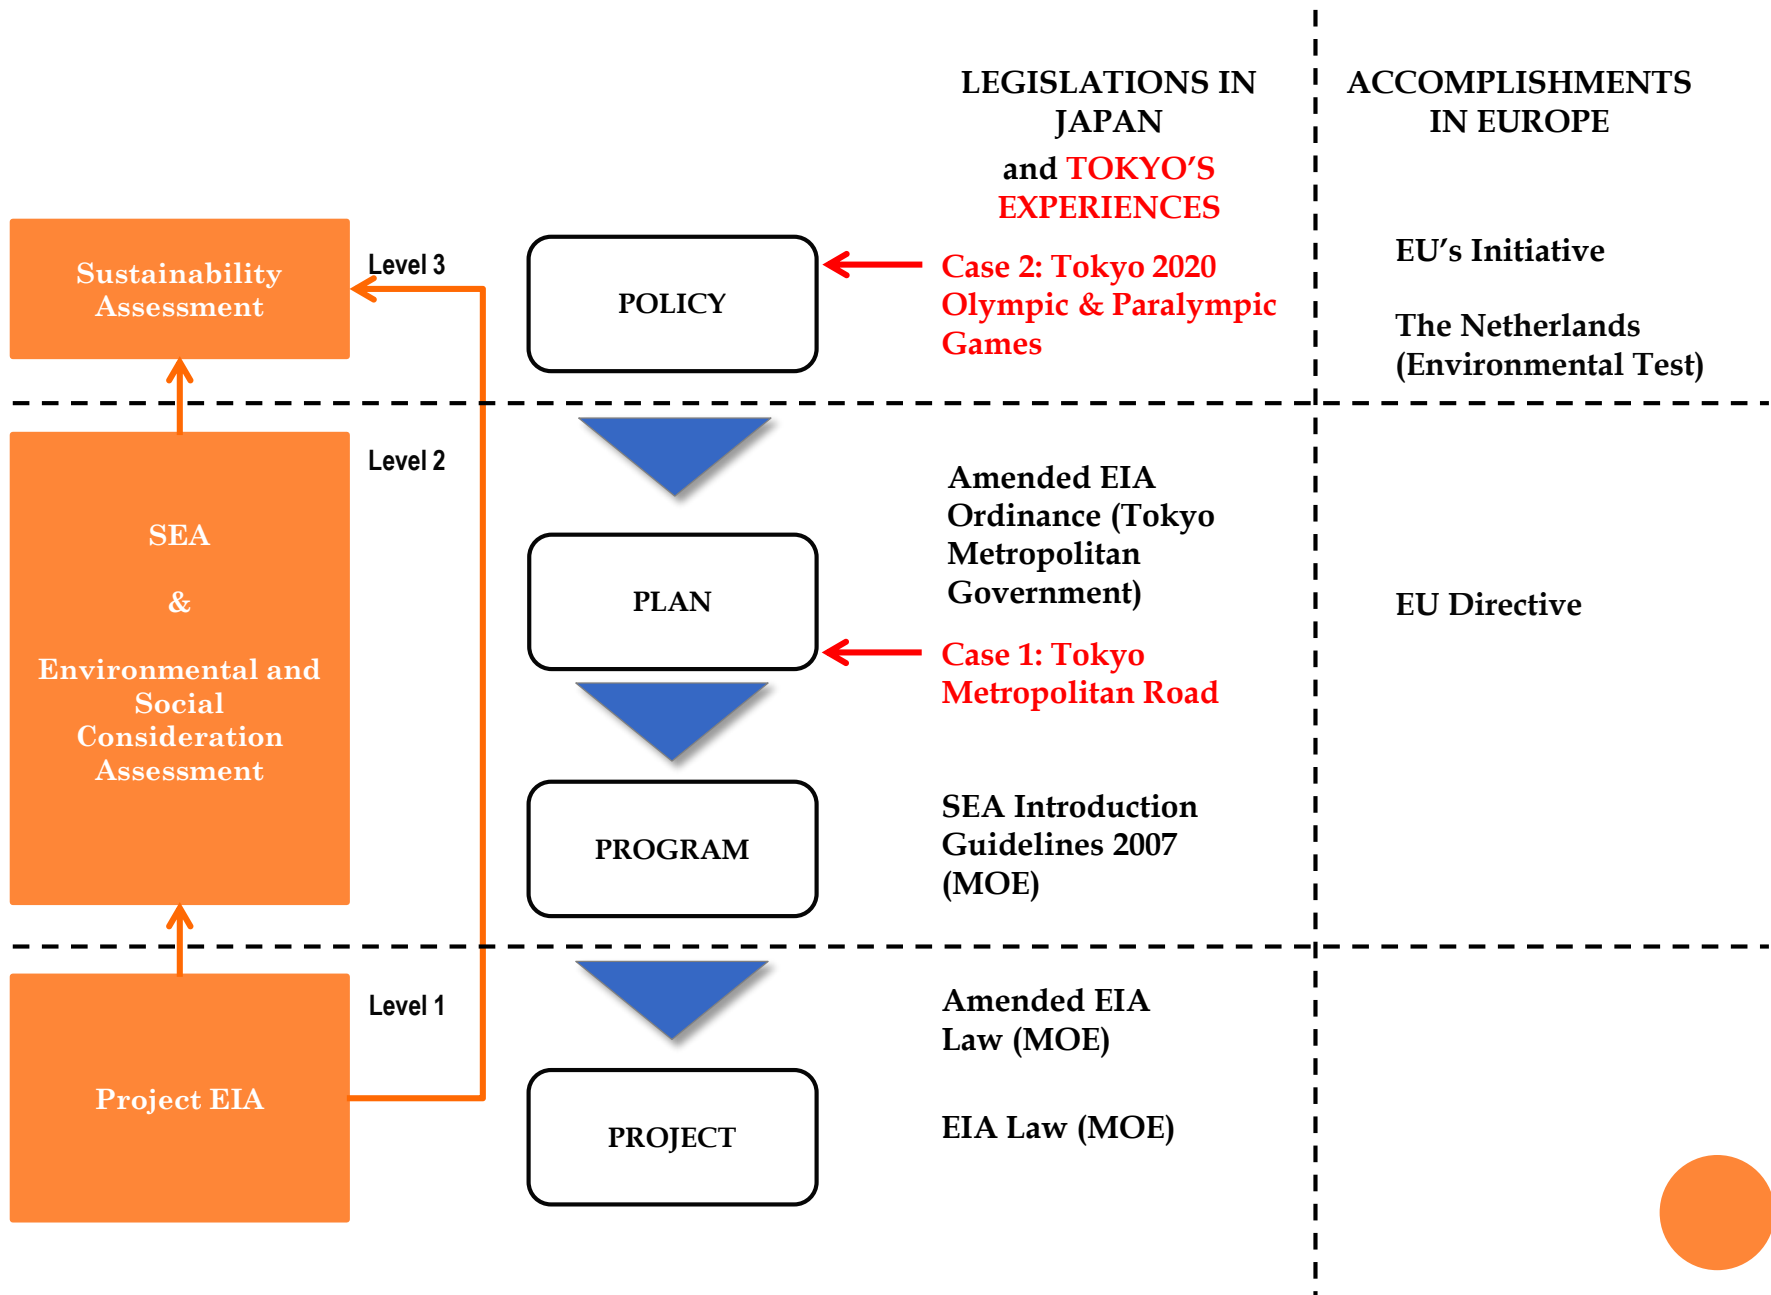 LEGISLATIONS IN
JAPAN
and TOKYO’S
EXPERIENCES
ACCOMPLISHMENTS
IN EUROPE
Sustainability
Assessment
Level 3
POLICY
Case 2: Tokyo 2020
Olympic & Paralympic
Games
EU’s Initiative
The Netherlands
(Environmental Test)
SEA
&
Environmental and
Social
Consideration
Assessment
Level 2
PLAN
Amended EIA
Ordinance (Tokyo
Metropolitan
Government)
Case 1: Tokyo
Metropolitan Road
EU Directive
PROGRAM
SEA Introduction
Guidelines 2007
(MOE)
Project EIA
Level 1
PROJECT
Amended EIA
Law (MOE)
EIA Law (MOE)